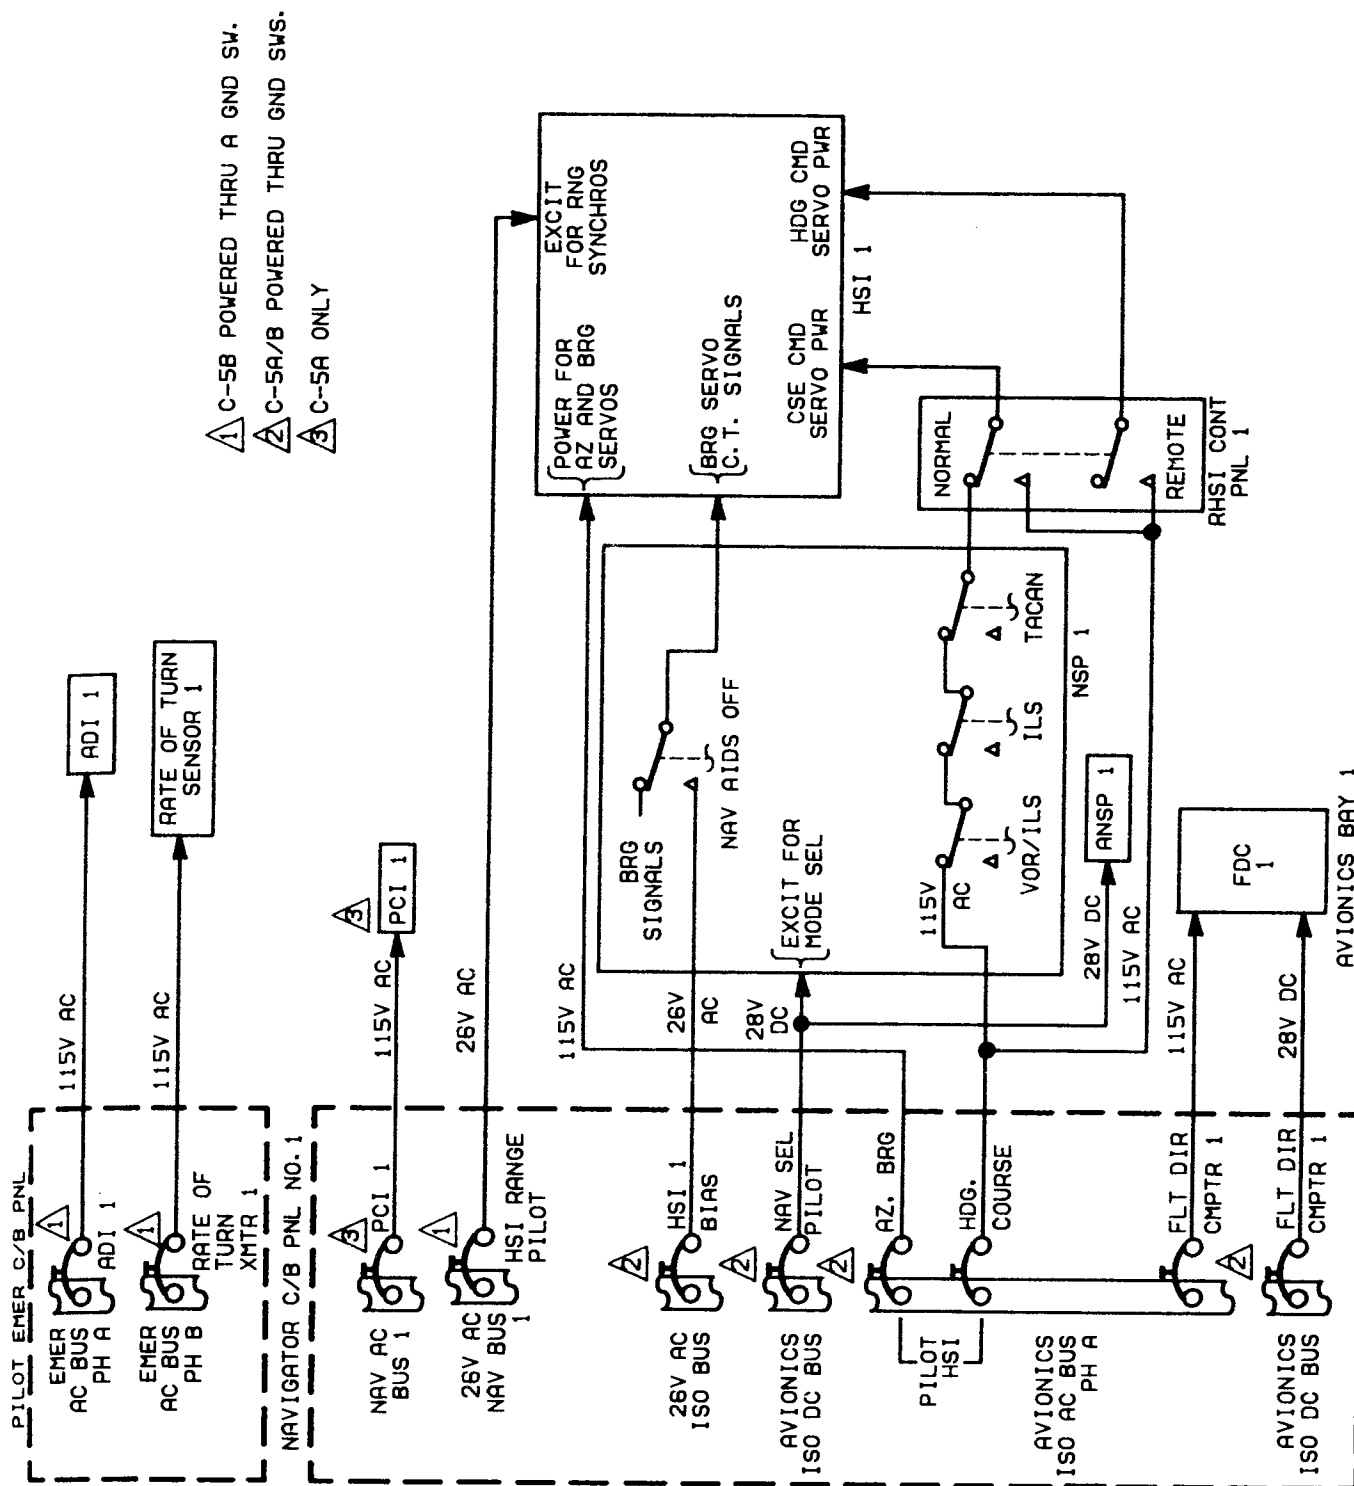 1 C-5B POWERED THRU A GND SW.
2 C-5A/B POWERED THRU GND SWS.
3 C-5A ONLY
PILOT EMER C/B PNL
EMER
AC BUS
PH A
1
ADI 1
115V AC
ADI 1
EMER
AC BUS
PH B
1
RATE OF
TURN
XMTR 1
115V AC
RATE OF TURN
SENSOR 1
NAVIGATOR C/B PNL NO. 1
NAV AC
BUS 1
3
PCI 1
115V AC
3
PCI 1
26V AC
NAV BUS
1
1
HSI RANGE
PILOT
26V AC
EXCIT
FOR RNG
SYNCHROS
POWER FOR
AZ AND BRG
SERVOS
BRG SERVO
C.T. SIGNALS
CSE CMD
SERVO PWR
HDG CMD
SERVO PWR
HSI 1
115V AC
26V AC
ISO BUS
2
HSI 1
BIAS
26V
AC
BRG
SIGNALS
NAV AIDS OFF
AVIONICS
ISO DC BUS
2
NAV SEL
PILOT
28V
DC
EXCIT FOR
MODE SEL
2
AZ. BRG
PILOT
HSI
HDG.
COURSE
115V
AC
VOR/ILS
ILS
TACAN
NSP 1
NORMAL
REMOTE
RHSI CONT
PNL 1
28V DC
ANSP 1
115V AC
AVIONICS
ISO AC BUS
PH A
FLT DIR
CMPTR 1
115V AC
FDC
1
AVIONICS
ISO DC BUS
2
FLT DIR
CMPTR 1
28V DC
AVIONICS BAY 1